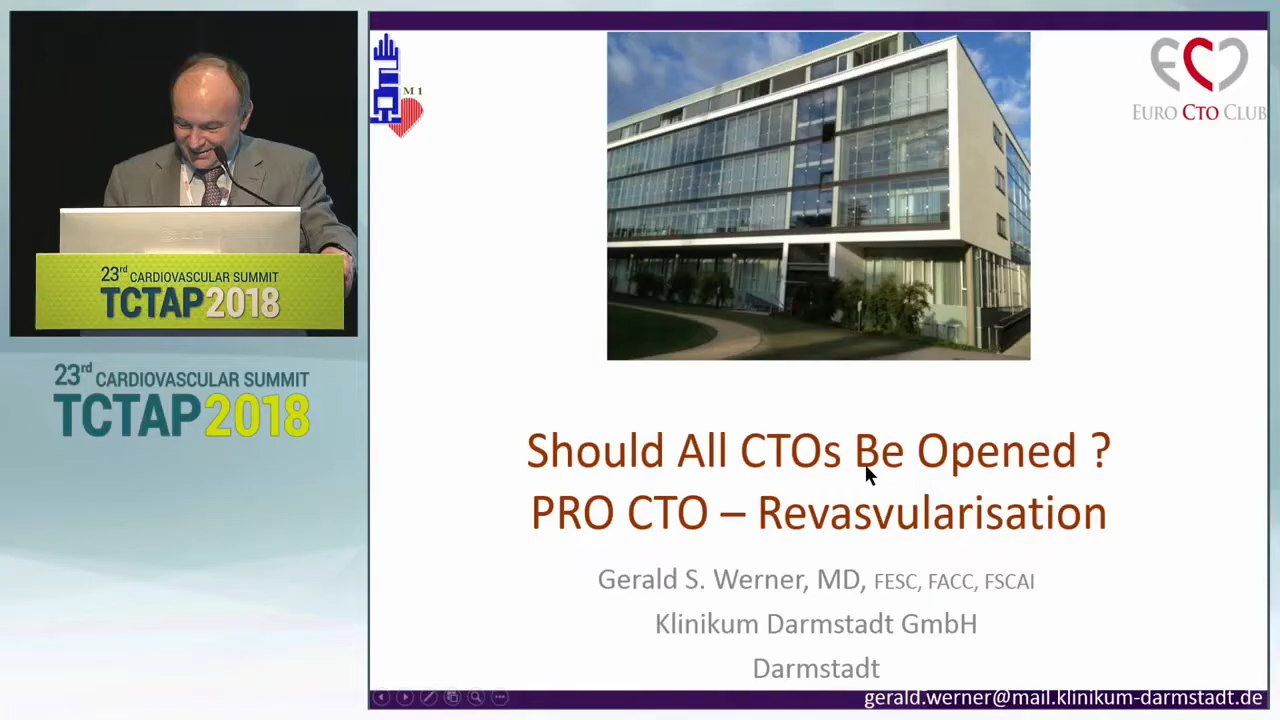 23rd CARDIOVASCULAR SUMMIT
TCTAP2018
23rd CARDIOVASCULAR SUMMIT
TCTAP2018
M1
EURO CTO CLUB
Should All CTOs Be Opened ?
PRO CTO – Revasvularisation
Gerald S. Werner, MD, FESC, FACC, FSCAI
Klinikum Darmstadt GmbH
Darmstadt
gerald.werner@mail.klinikum-darmstadt.de